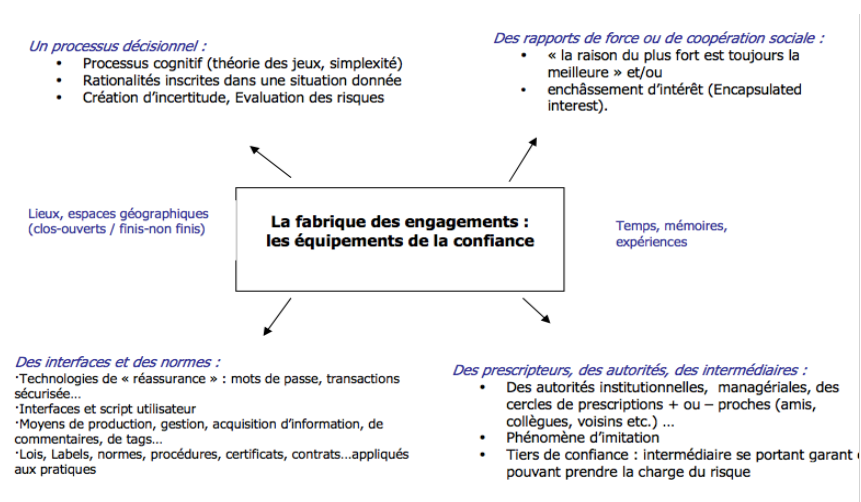 Un processus décisionnel :
• Processus cognitif (théorie des jeux, simplexité)
• Rationalités inscrites dans une situation donnée
• Création d'incertitude, Evaluation des risques
Des rapports de force ou de coopération sociale :
• « la raison du plus fort est toujours la
meilleure » et/ou
• enchâssement d'intérêt (Encapsulated
interest).
Lieux, espaces géographiques
(clos-ouverts / finis-non finis)
La fabrique des engagements :
les équipements de la confiance
Temps, mémoires,
expériences
Des interfaces et des normes :
·Technologies de « réassurance » : mots de passe, transactions
sécurisée...
·Interfaces et script utilisateur
·Moyens de production, gestion, acquisition d'information, de
commentaires, de tags...
·Lois, Labels, normes, procédures, certificats, contrats...appliqués
aux pratiques
Des prescripteurs, des autorités, des intermédiaires :
• Des autorités institutionnelles, managériales, des
cercles de prescriptions + ou – proches (amis,
collègues, voisins etc.) ...
• Phénomène d'imitation
• Tiers de confiance : intermédiaire se portant garant
pouvant prendre la charge du risque